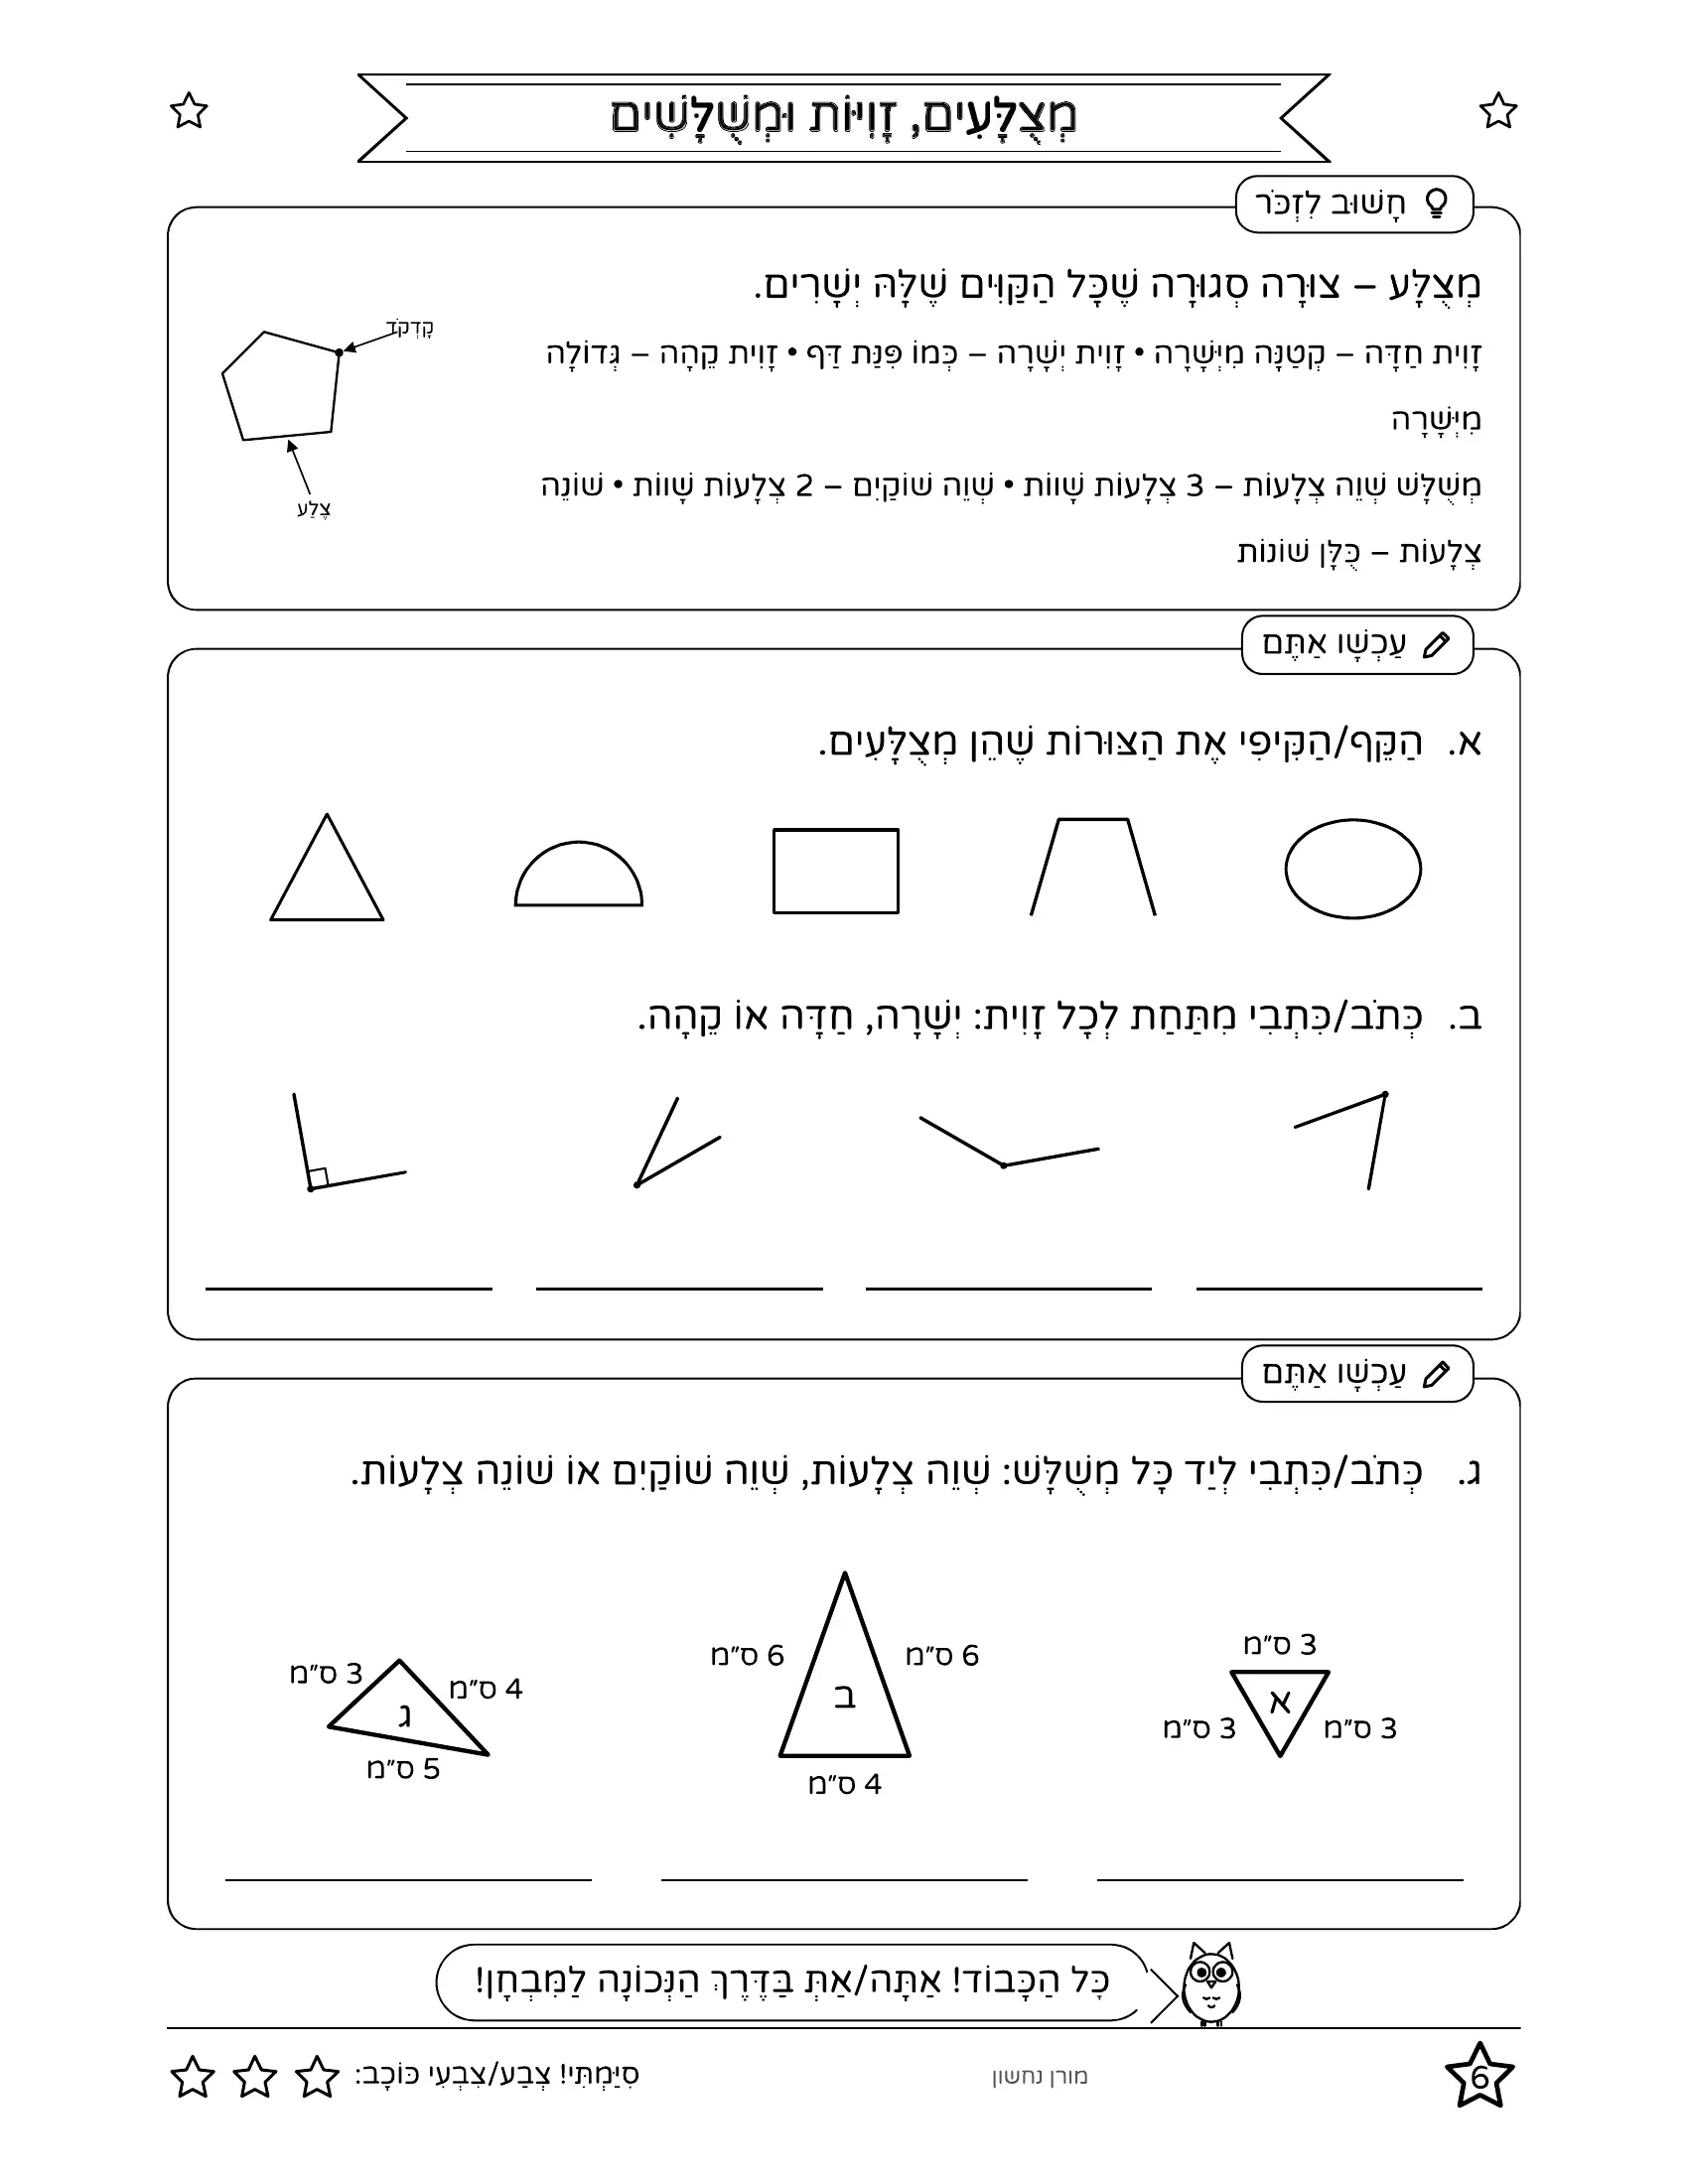 מְצֻלָּעִים, זָוִיּוֹת וּמְשֻׁלָּשִׁים
חָשׁוּב לִזְכֹּר
מְצֻלָּע – צוּרָה סְגוּרָה שֶׁכָּל הַקַּוִּים שֶׁלָּהּ יְשָׁרִים.
זָוִית חַדָּה – קְטַנָּה מִיְּשָׁרָה • זָוִית יְשָׁרָה – כְּמוֹ פִּנַּת דַּף • זָוִית קֵהָה – גְּדוֹלָה
מִיְּשָׁרָה
מְשֻׁלָּשׁ שְׁוֵה צְלָעוֹת – 3 צְלָעוֹת שָׁווֹת • שְׁוֵה שׁוֹקַיִם – 2 צְלָעוֹת שָׁווֹת • שׁוֹנֵה
צְלָעוֹת – כֻּלָּן שׁוֹנוֹת
קָדְקֹד
צֶלַע
עַכְשָׁו אַתֶּם
א. הַקֵּף/הַקִּיפִי אֶת הַצּוּרוֹת שֶׁהֵן מְצֻלָּעִים.
ב. כְּתֹב/כִּתְבִי מִתַּחַת לְכָל זָוִית: יְשָׁרָה, חַדָּה אוֹ קֵהָה.
עַכְשָׁו אַתֶּם
ג. כְּתֹב/כִּתְבִי לְיַד כָּל מְשֻׁלָּשׁ: שְׁוֵה צְלָעוֹת, שְׁוֵה שׁוֹקַיִם אוֹ שׁוֹנֵה צְלָעוֹת.
3 ס״מ
א
3 ס״מ
3 ס״מ
6 ס״מ
6 ס״מ
ב
4 ס״מ
4 ס״מ
3 ס״מ
ג
5 ס״מ
כָּל הַכָּבוֹד! אַתָּה/אַתְּ בַּדֶּרֶךְ הַנְּכוֹנָה לַמִּבְחָן!
6
מורן נחשון
סִיַּמְתִּי! צְבַע/צִבְעִי כּוֹכָב: